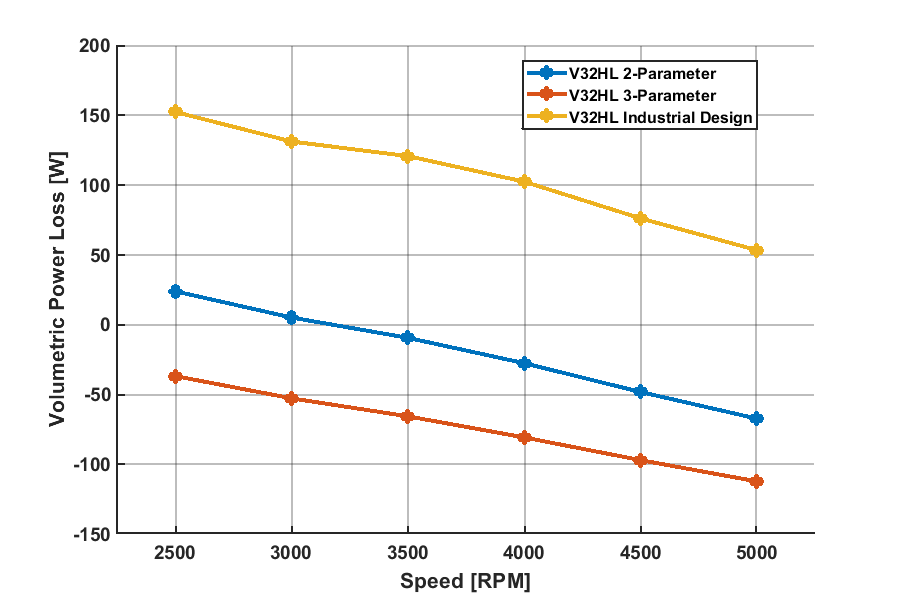 200
150
100
50
0
-50
-100
-150
Volumetric Power Loss [W]
V32HL 2-Parameter
V32HL 3-Parameter
V32HL Industrial Design
2500 3000 3500 4000 4500 5000
Speed [RPM]